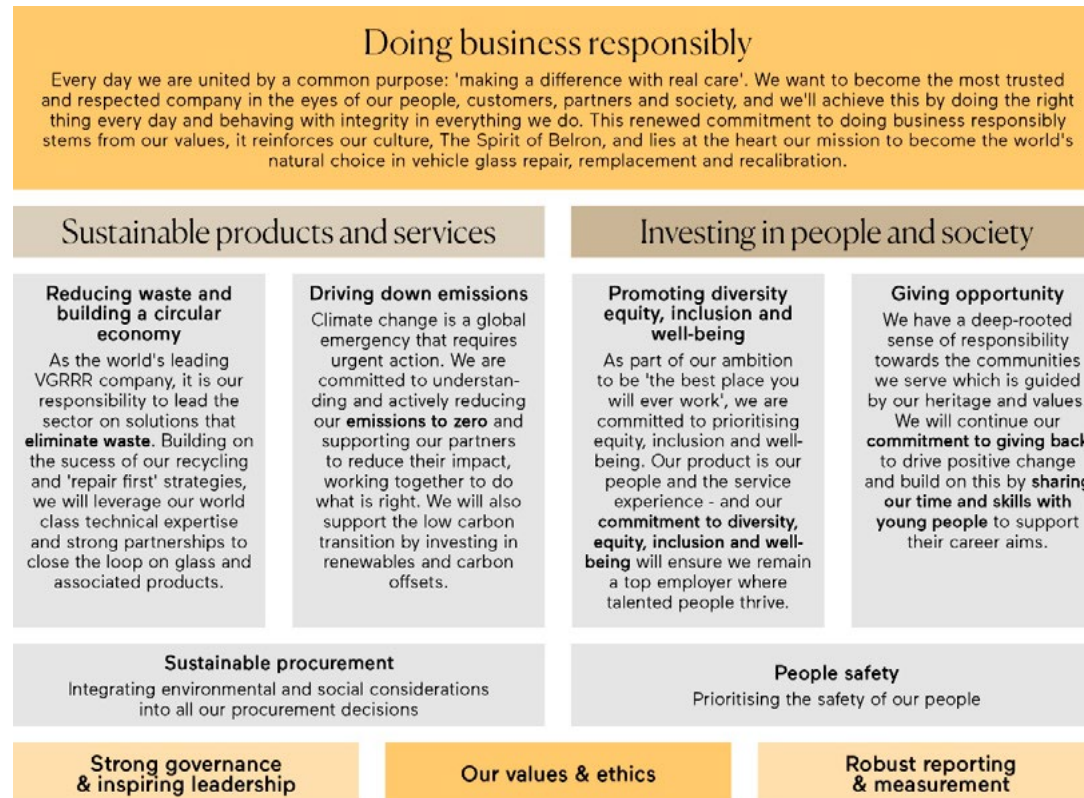 Doing business responsibly
Every day we are united by a common purpose: 'making a difference with real care'. We want to become the most trusted
and respected company in the eyes of our people, customers, partners and society, and we'll achieve this by doing the right
thing every day and behaving with integrity in everything we do. This renewed commitment to doing business responsibly
stems from our values, it reinforces our culture, The Spirit of Belron, and lies at the heart our mission to become the world's
natural choice in vehicle glass repair, remplacement and recalibration.
Sustainable products and services
Reducing waste and
building a circular
economy
As the world's leading
VGRRR company, it is our
responsibility to lead the
sector on solutions that
eliminate waste. Building on
the sucess of our recycling
and 'repair first' strategies,
we will leverage our world
class technical expertise
and strong partnerships to
close the loop on glass and
associated products.
Driving down emissions
Climate change is a global
emergency that requires
urgent action. We are
committed to understan-
ding and actively reducing
our emissions to zero and
supporting our partners
to reduce their impact,
working together to do
what is right. We will also
support the low carbon
transition by investing in
renewables and carbon
offsets.
Sustainable procurement
Integrating environmental and social considerations
into all our procurement decisions
Investing in people and society
Promoting diversity
equity, inclusion and
well-being
As part of our ambition
to be 'the best place you
will ever work', we are
committed to prioritising
equity, inclusion and well-
being. Our product is our
people and the service
experience - and our
commitment to diversity,
equity, inclusion and well-
being will ensure we remain
a top employer where
talented people thrive.
Giving opportunity
We have a deep-rooted
sense of responsibility
towards the communities
we serve which is guided
by our heritage and values
We will continue our
commitment to giving back
to drive positive change
and build on this by sharing
our time and skills with
young people to support
their career aims.
People safety
Prioritising the safety of our people
Strong governance
& inspiring leadership
Our values & ethics
Robust reporting
& measurement